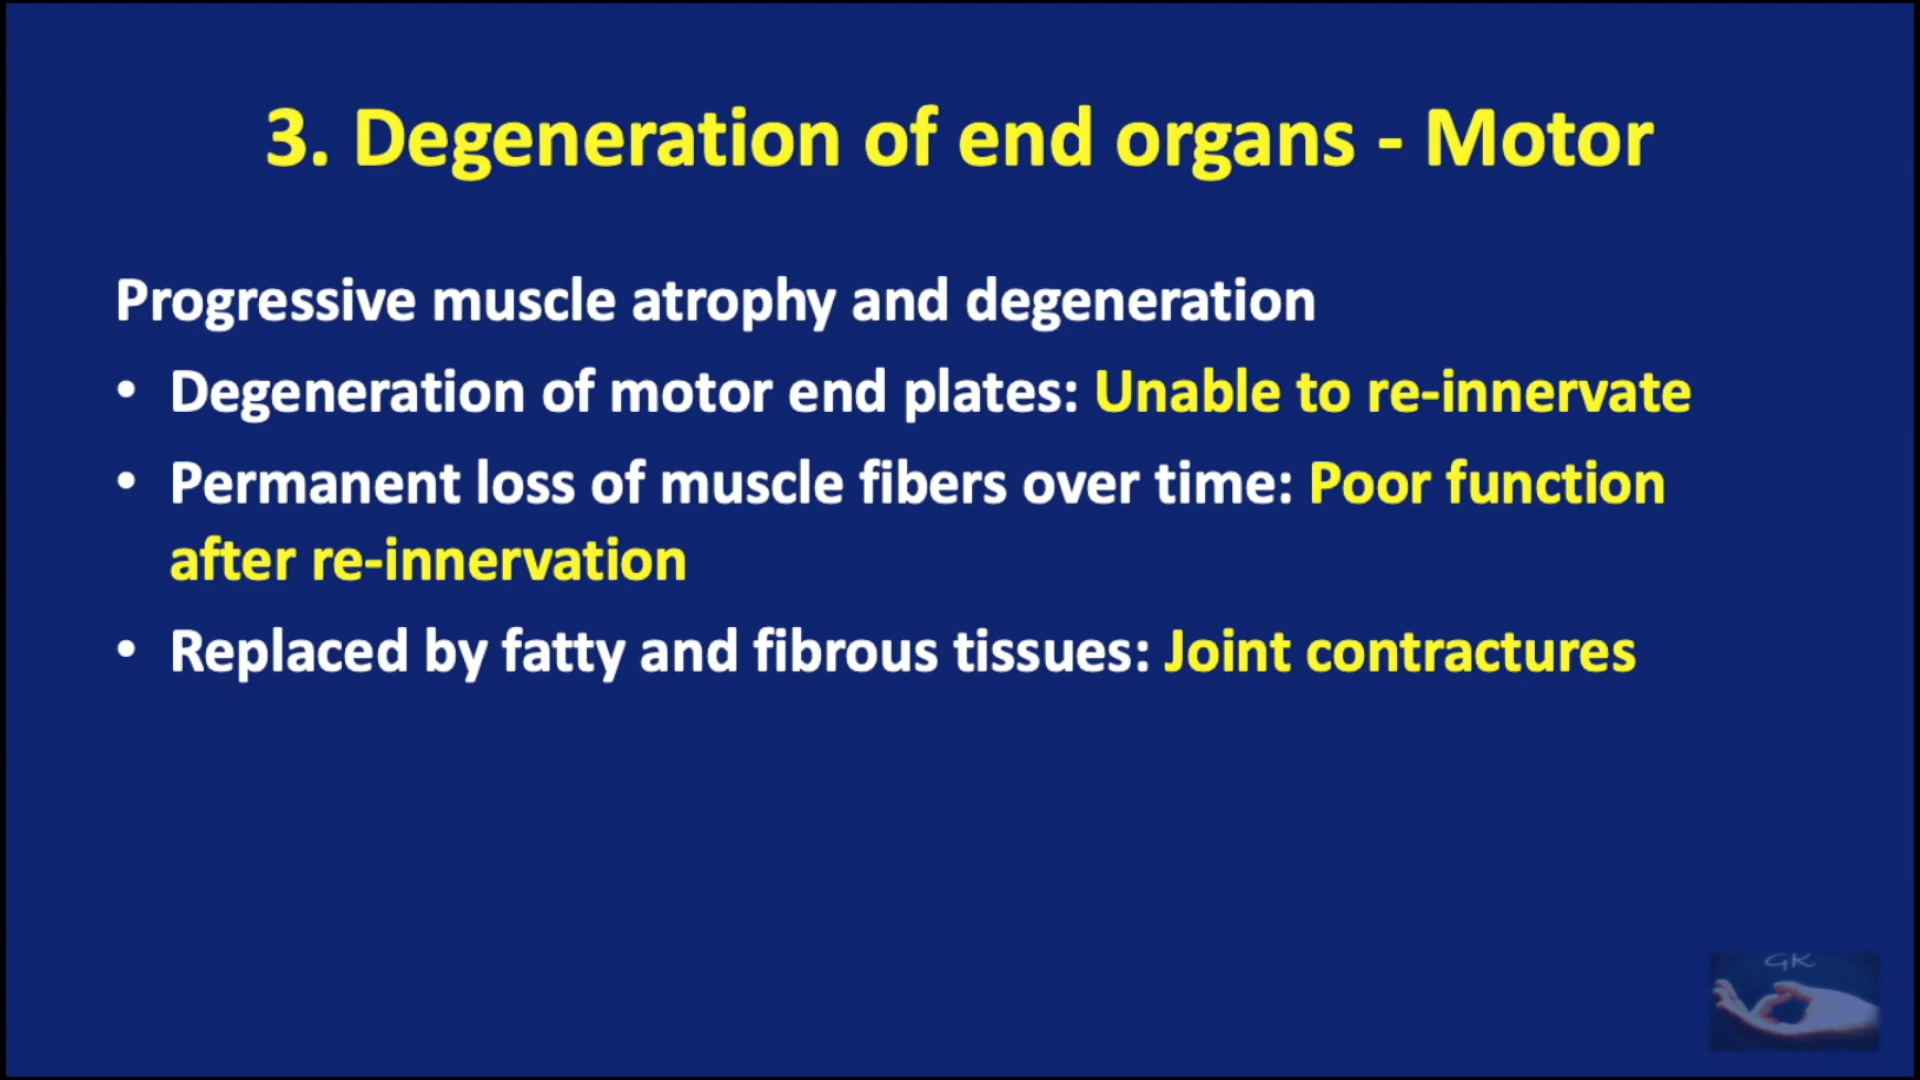 3. Degeneration of end organs - Motor
Progressive muscle atrophy and degeneration
• Degeneration of motor end plates: Unable to re-innervate
• Permanent loss of muscle fibers over time: Poor function
after re-innervation
• Replaced by fatty and fibrous tissues: Joint contractures
GK